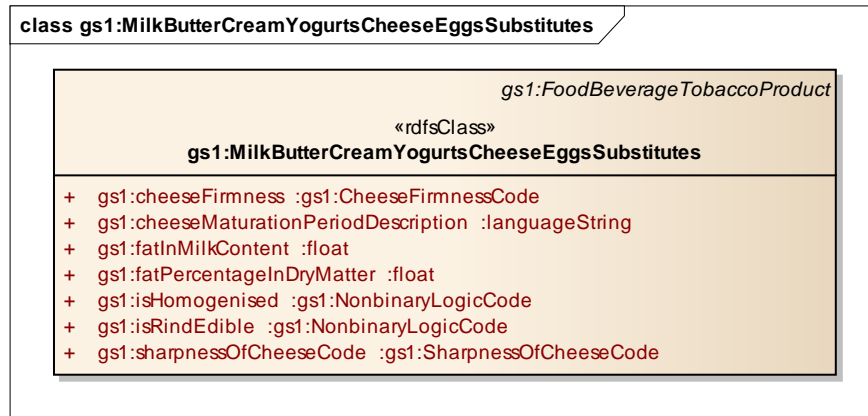 class gs1:MilkButterCreamYogurtsCheeseEggsSubstitutes
gs1:FoodBeverageTobaccoProduct
«rdfsClass»
gs1:MilkButterCreamYogurtsCheeseEggsSubstitutes
+ gs1:cheeseFirmness :gs1:CheeseFirmnessCode
+ gs1:cheeseMaturationPeriodDescription :languageString
+ gs1:fatInMilkContent :float
+ gs1:fatPercentageInDryMatter :float
+ gs1:isHomogenised :gs1:NonbinaryLogicCode
+ gs1:isRindEdible :gs1:NonbinaryLogicCode
+ gs1:sharpnessOfCheeseCode :gs1:SharpnessOfCheeseCode